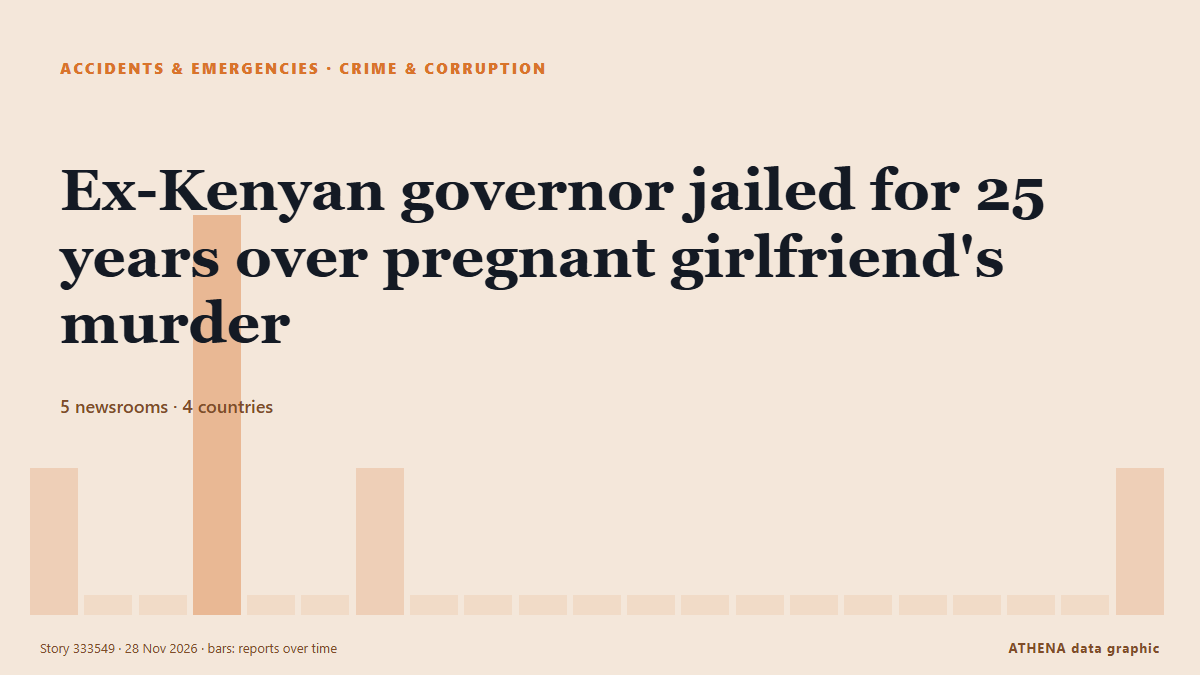 ACCIDENTS & EMERGENCIES · CRIME & CORRUPTION
Ex-Kenyan governor jailed for 25
years over pregnant girlfriend's
murder
5 newsrooms · 4 countries
Story 333549 · 28 Nov 2026 · bars: reports over time
ATHENA data graphic